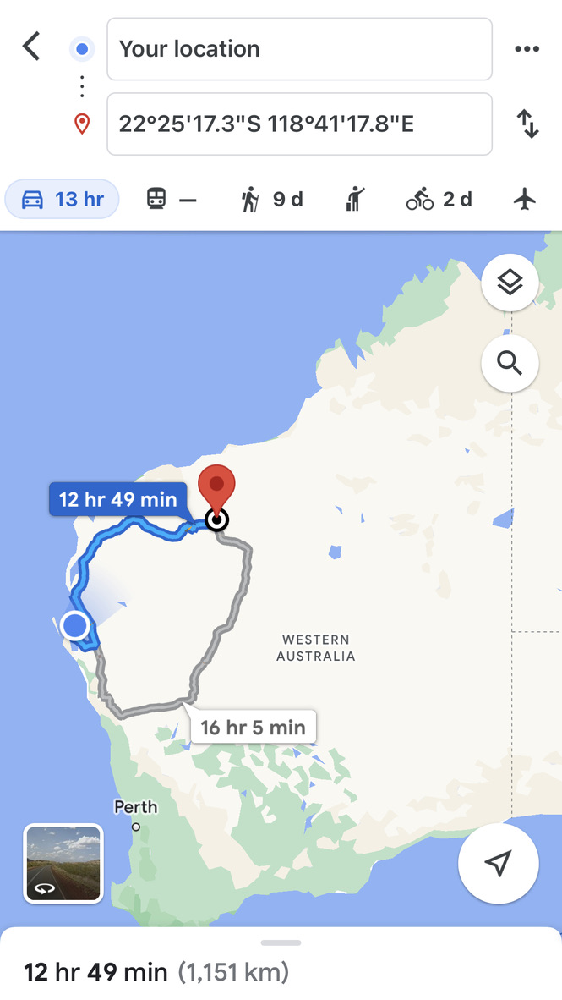 Your location
22°25'17.3"S 118°41'17.8"E
13 hr
—
9 d
2 d
12 hr 49 min
WESTERN
AUSTRALIA
16 hr 5 min
Perth
12 hr 49 min (1,151 km)